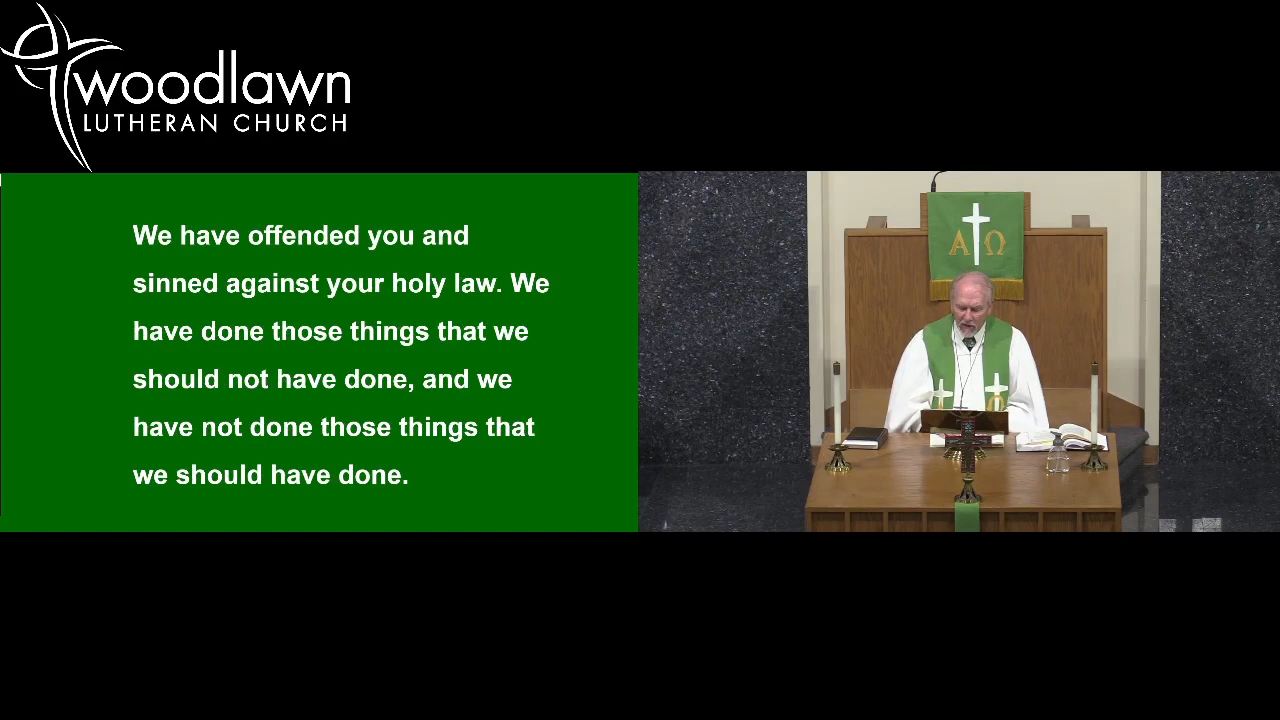 woodlawn
LUTHERAN CHURCH
We have offended you and
sinned against your holy law. We
have done those things that we
should not have done, and we
have not done those things that
we should have done.
Α Ω